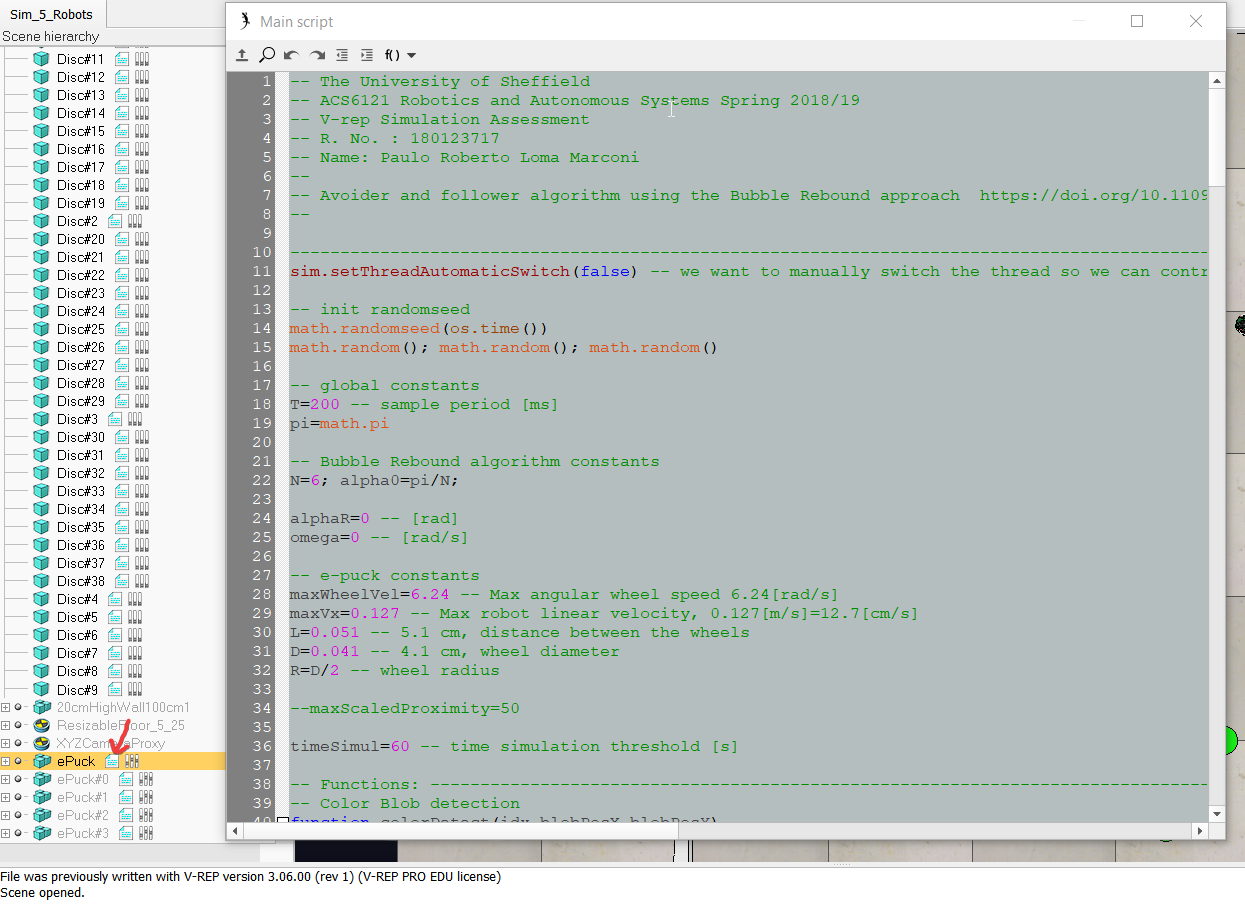 Sim_5_Robots
Scene hierarchy
Disc#11
Disc#12
Disc#13
Disc#14
Disc#15
Disc#16
Disc#17
Disc#18
Disc#19
Disc#2
Disc#20
Disc#21
Disc#22
Disc#23
Disc#24
Disc#25
Disc#26
Disc#27
Disc#28
Disc#29
Disc#3
Disc#30
Disc#31
Disc#32
Disc#33
Disc#34
Disc#35
Disc#36
Disc#37
Disc#38
Disc#4
Disc#5
Disc#6
Disc#7
Disc#8
Disc#9
20cmHighWall100cm1
ResizableFloor_5_25
XYZCameraProxy
ePuck
ePuck#0
ePuck#1
ePuck#2
ePuck#3
Main script
f()
1 -- The University of Sheffield
2 -- ACS6121 Robotics and Autonomous Systems Spring 2018/19
3 -- V-rep Simulation Assessment
4 -- R. No. : 180123717
5 -- Name: Paulo Roberto Loma Marconi
6 --
7 -- Avoider and follower algorithm using the Bubble Rebound approach  https://doi.org/10.1109
8 --
9
10 ----------------------------------------------------------------------------------------
11 sim.setThreadAutomaticSwitch(false) -- we want to manually switch the thread so we can contr
12
13 -- init randomseed
14 math.randomseed(os.time())
15 math.random(); math.random(); math.random()
16
17 -- global constants
18 T=200 -- sample period [ms]
19 pi=math.pi
20
21 -- Bubble Rebound algorithm constants
22 N=6; alpha0=pi/N;
23
24 alphaR=0 -- [rad]
25 omega=0 -- [rad/s]
26
27 -- e-puck constants
28 maxWheelVel=6.24 -- Max angular wheel speed 6.24[rad/s]
29 maxVx=0.127 -- Max robot linear velocity, 0.127[m/s]=12.7[cm/s]
30 L=0.051 -- 5.1 cm, distance between the wheels
31 D=0.041 -- 4.1 cm, wheel diameter
32 R=D/2 -- wheel radius
33
34 --maxScaledProximity=50
35
36 timeSimul=60 -- time simulation threshold [s]
37
38 -- Functions: ------------------------------------------------------------------------------
39 -- Color Blob detection
40 function colorDetect(idx,blobPosX,blobPosY)
File was previously written with V-REP version 3.06.00 (rev 1) (V-REP PRO EDU license)
Scene opened.